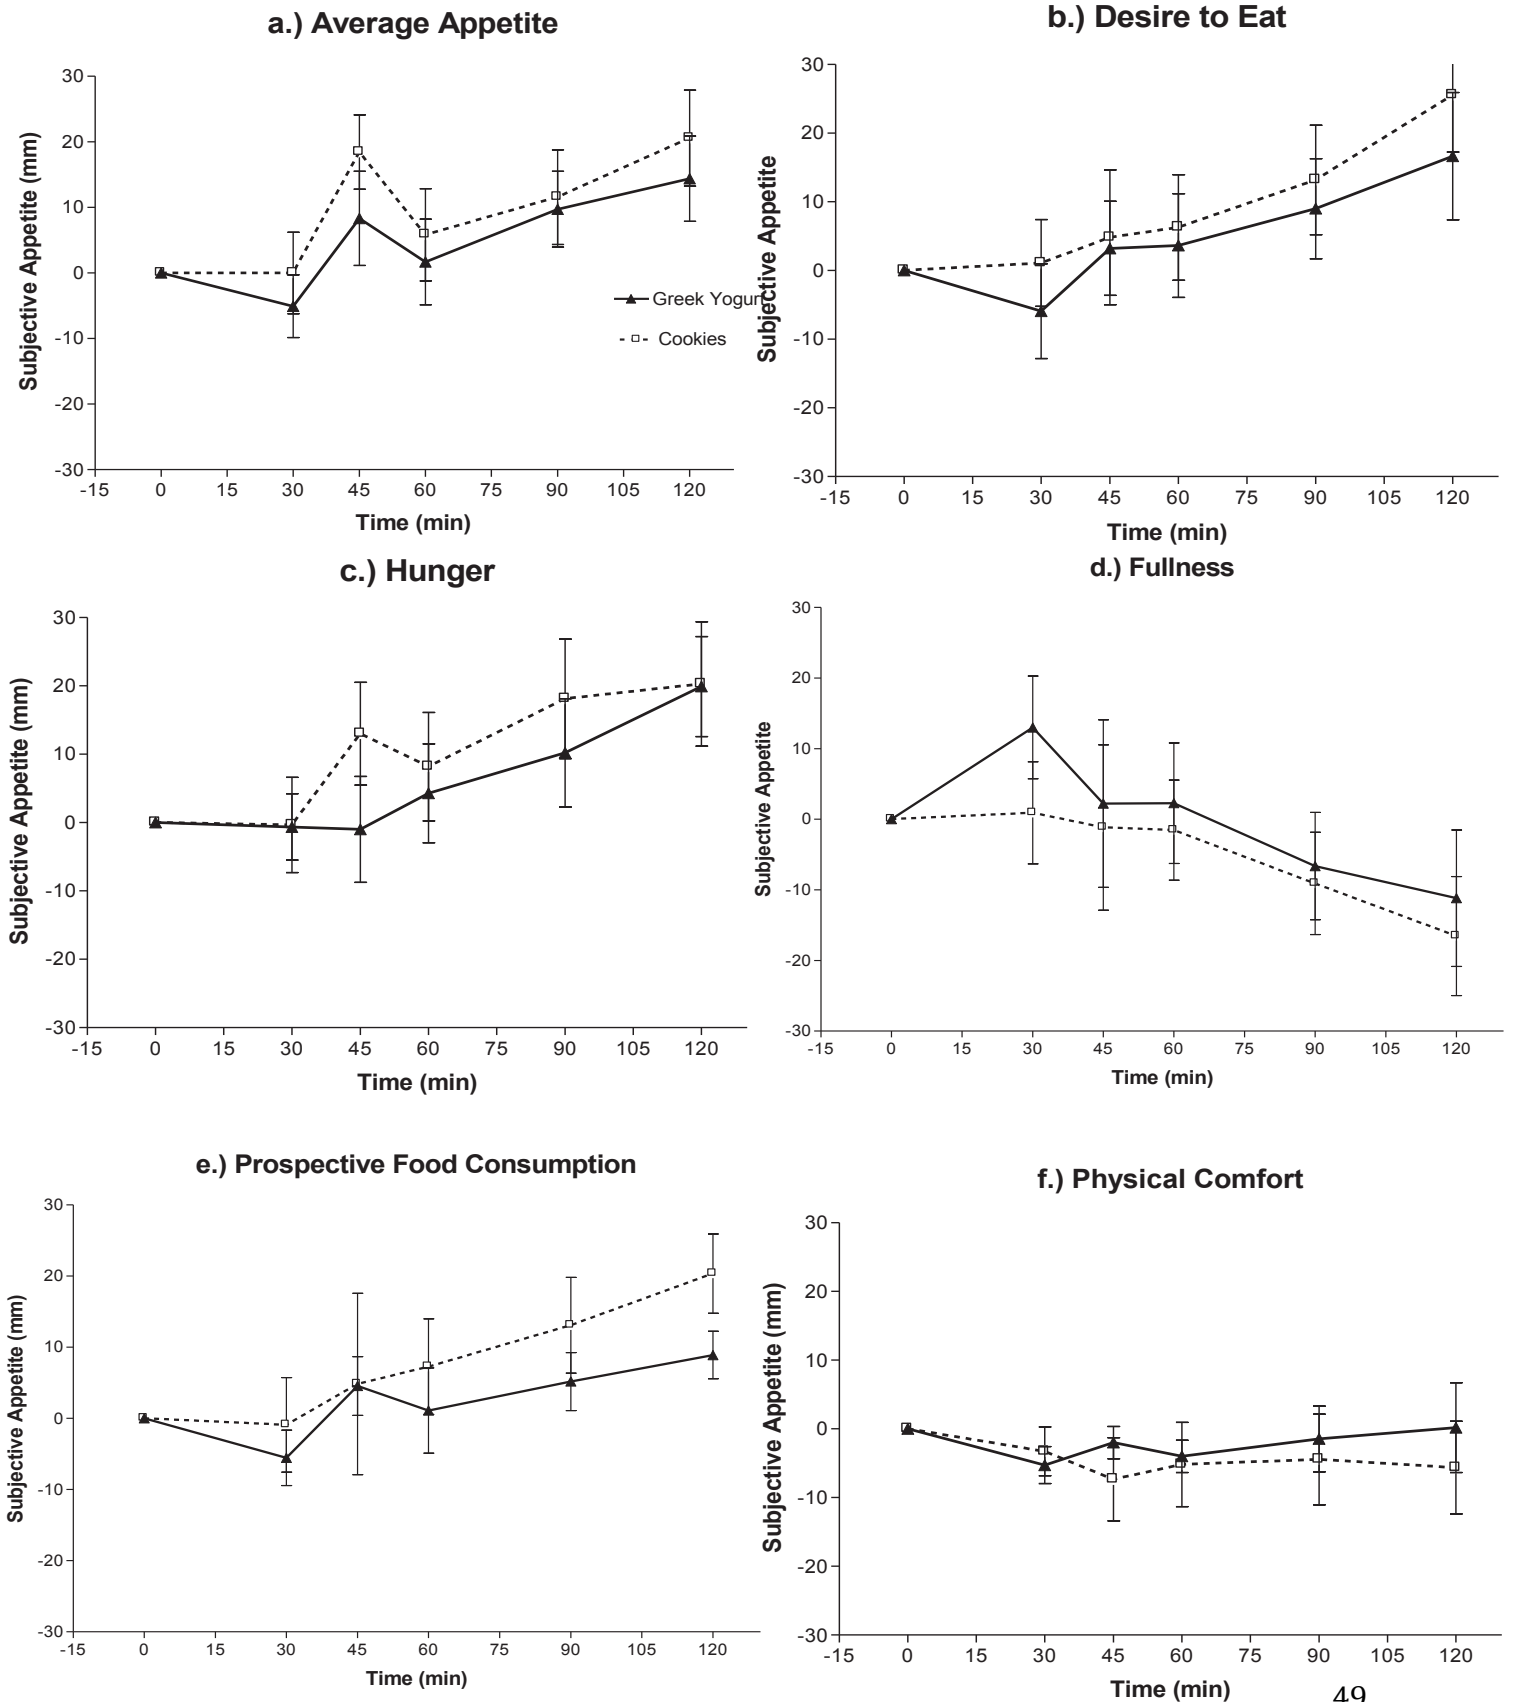 a.) Average Appetite
30
20
10
0
-10
-20
-30
Subjective Appetite (mm)
-15 0 15 30 45 60 75 90 105 120
Time (min)
Greek Yogurt
Cookies
b.) Desire to Eat
30
20
10
0
-10
-20
-30
Subjective Appetite
-15 0 15 30 45 60 75 90 105 120
Time (min)
c.) Hunger
30
20
10
0
-10
-20
-30
Subjective Appetite (mm)
-15 0 15 30 45 60 75 90 105 120
Time (min)
d.) Fullness
30
20
10
0
-10
-20
-30
Subjective Appetite
-15 0 15 30 45 60 75 90 105 120
Time (min)
e.) Prospective Food Consumption
30
20
10
0
-10
-20
-30
Subjective Appetite (mm)
-15 0 15 30 45 60 75 90 105 120
Time (min)
f.) Physical Comfort
30
20
10
0
-10
-20
-30
Subjective Appetite (mm)
-15 0 15 30 45 60 75 90 105 120
Time (min)
49